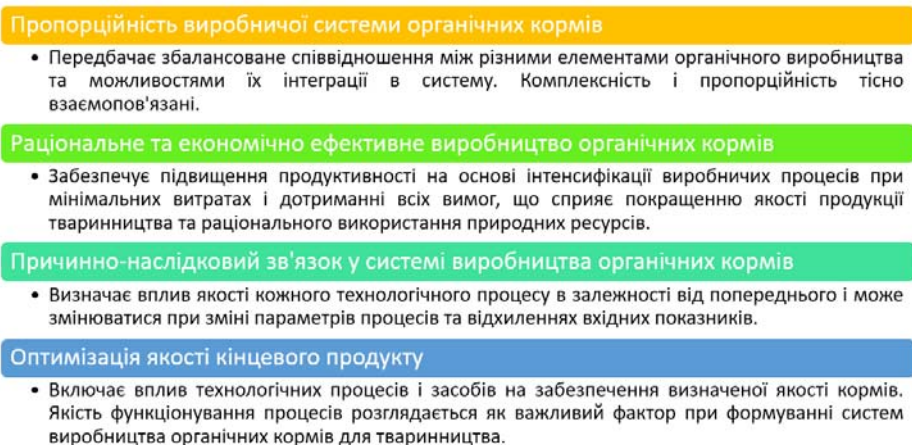 Пропорційність виробничої системи органічних кормів
• Передбачає збалансоване співвідношення між різними елементами органічного виробництва
та можливостями їх інтеграції в систему. Комплексність і пропорційність тісно
взаємопов'язані.
Раціональне та економічно ефективне виробництво органічних кормів
• Забезпечує підвищення продуктивності на основі інтенсифікації виробничих процесів при
мінімальних витратах і дотриманні всіх вимог, що сприяє покращенню якості продукції
тваринництва та раціонального використання природних ресурсів.
Причинно-наслідковий зв'язок у системі виробництва органічних кормів
• Визначає вплив якості кожного технологічного процесу в залежності від попереднього і може
змінюватися при зміні параметрів процесів та відхиленнях вхідних показників.
Оптимізація якості кінцевого продукту
• Включає вплив технологічних процесів і засобів на забезпечення визначеної якості кормів.
Якість функціонування процесів розглядається як важливий фактор при формуванні систем
виробництва органічних кормів для тваринництва.